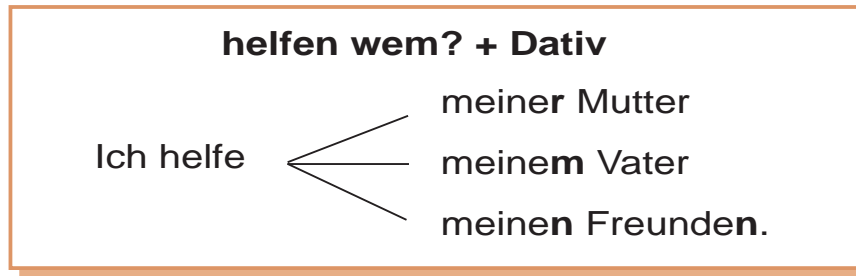 helfen wem? + Dativ
meiner Mutter
Ich helfe
meinem Vater
meinen Freunden.